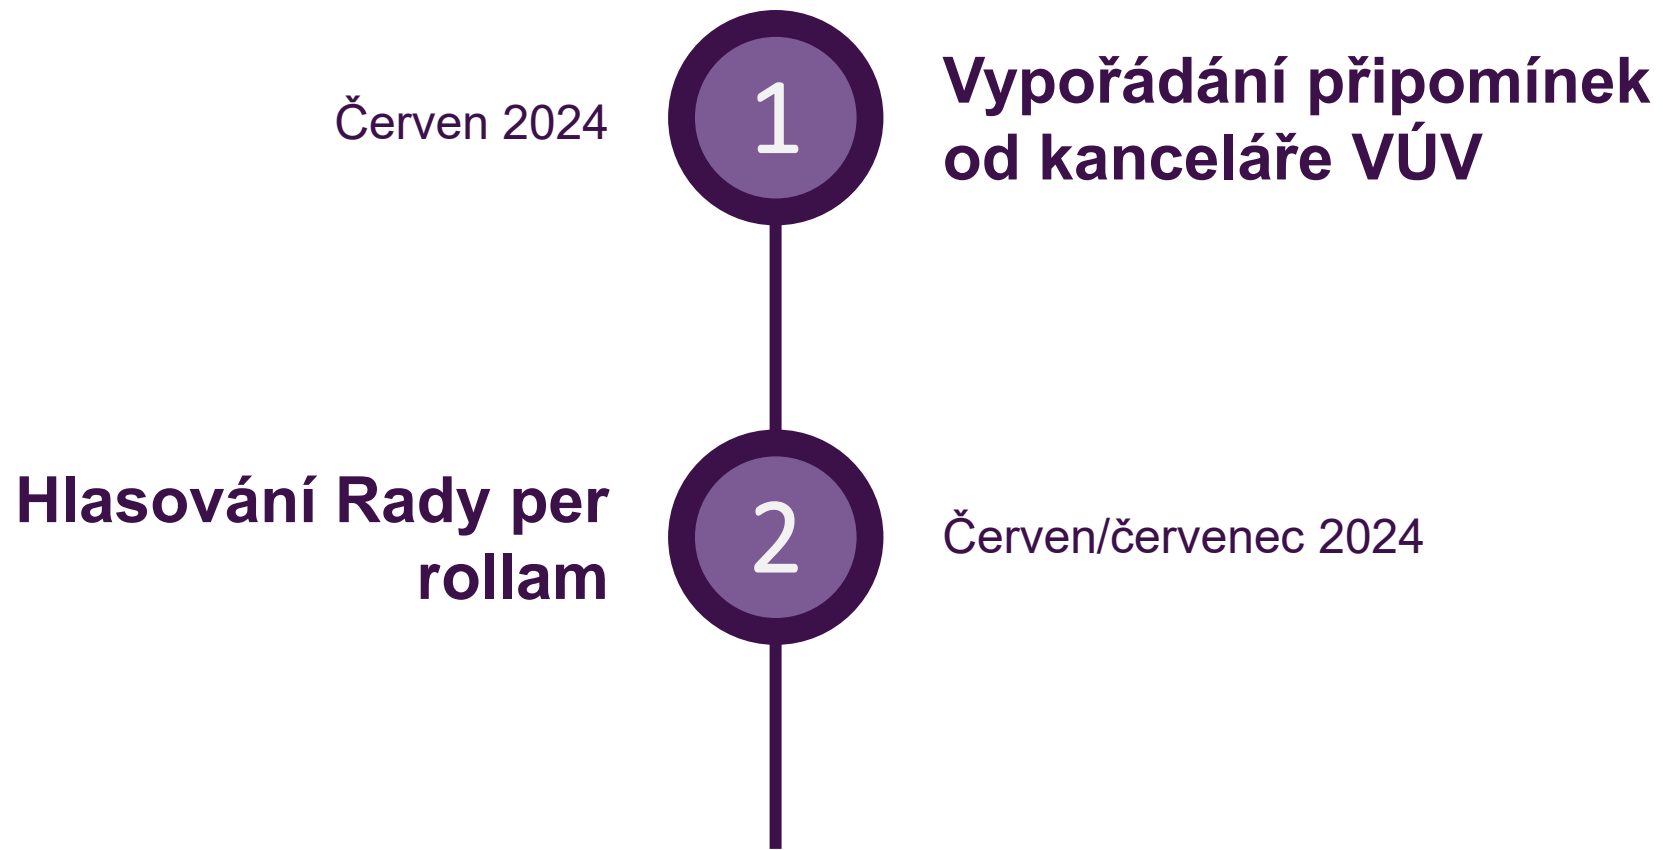 Červen 2024
1
Vypořádání připomínek
od kanceláře VÚV
Hlasování Rady per
rollam
2
Červen/červenec 2024